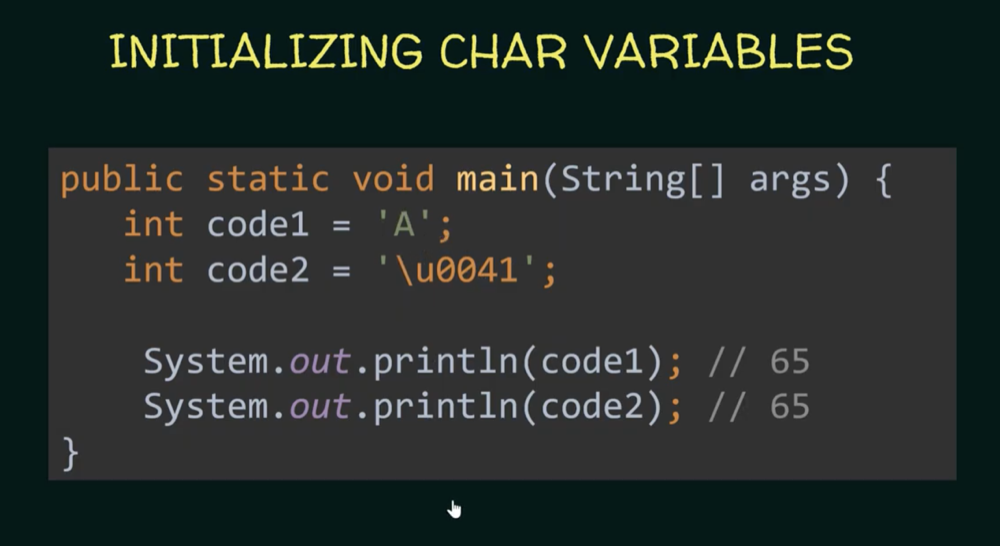 INITIALIZING CHAR VARIABLES
public static void main(String[] args) {
int code1 = 'A';
int code2 = '\u0041';
System.out.println(code1); // 65
System.out.println(code2); // 65
}